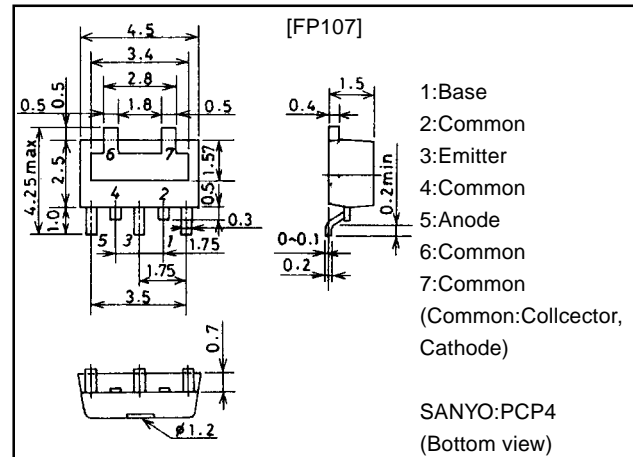 [FP107]
4.5
3.4
2.8
0.5 0.5 1.8 0.5
6 7
4.25max
2.5
1.57
0.5
1.0
4 2
0.3
5 3 1
1.75
1.75
3.5
1.5
0.4
0.2min
0~0.1
0.2
0.7
ø1.2
1:Base
2:Common
3:Emitter
4:Common
5:Anode
6:Common
7:Common
(Common:Collcector,
Cathode)
SANYO:PCP4
(Bottom view)